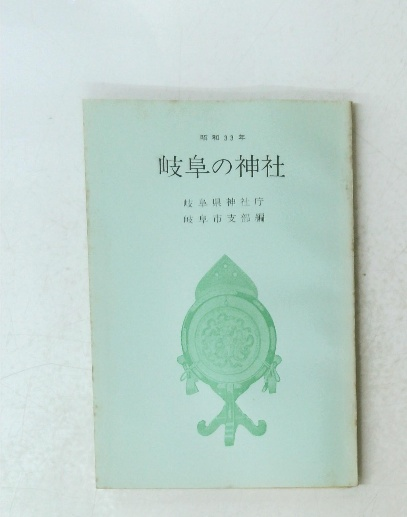 昭和33年
岐阜の神社
岐阜県神社庁
岐阜市支部編